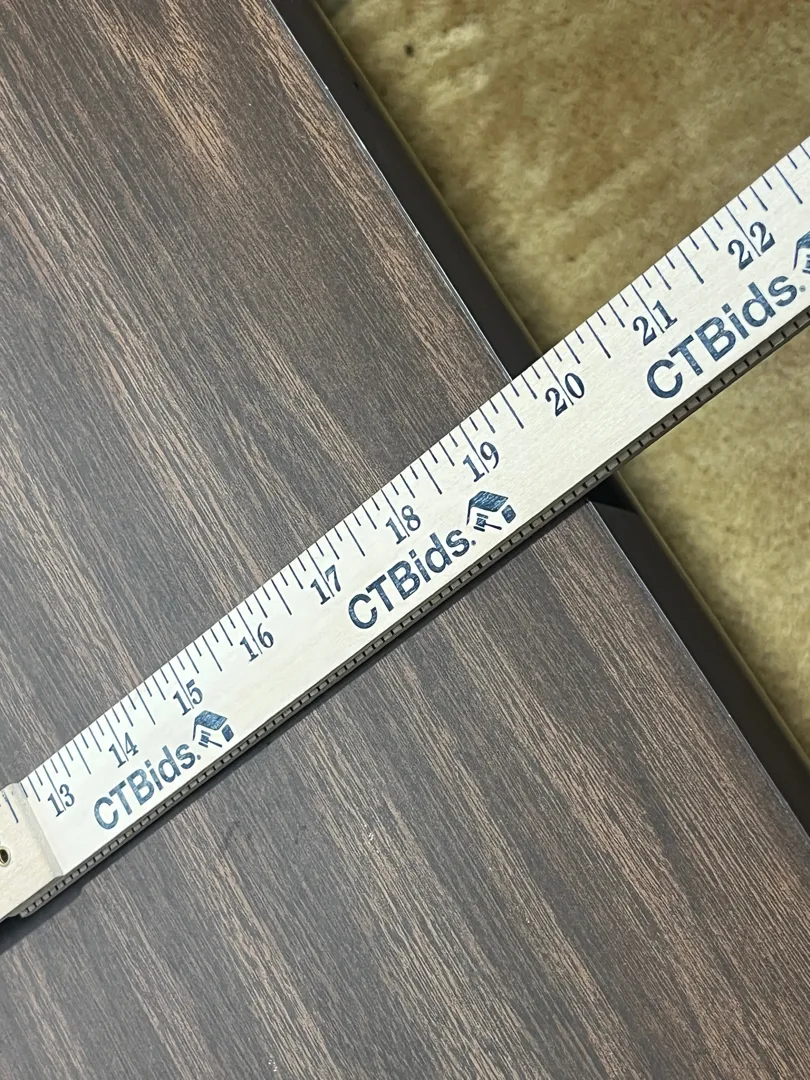 13 14 15 16 17 18 19 20 21 22
CTBids. CTBids. CTBids.